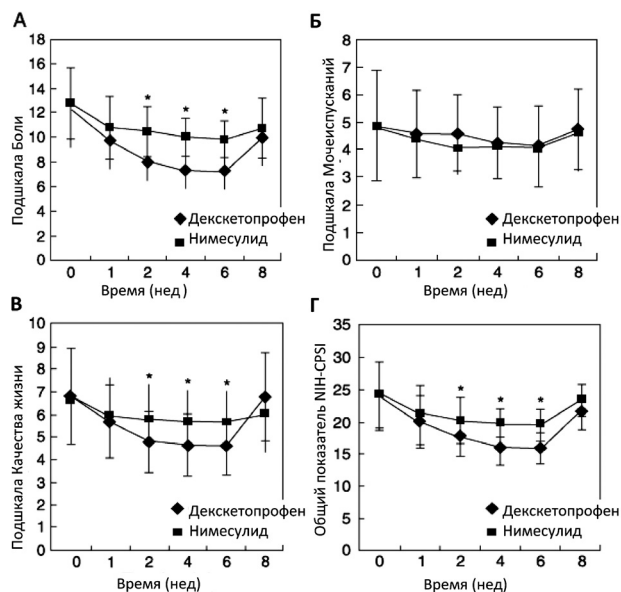 А
18
16
14
12
10
8
6
4
2
0
Подшкала Боли
* * *
Декскетопрофен
Нимесулид
0 1 2 4 6 8
Время (нед)
Б
8
7
6
5
4
3
2
1
0
Подшкала Мочеиспусканий
Декскетопрофен
Нимесулид
0 1 2 4 6 8
Время (нед)
В
10
9
8
7
6
5
4
3
2
1
0
Подшкала Качества жизни
* * *
Декскетопрофен
Нимесулид
0 1 2 4 6 8
Время (нед)
Г
35
30
25
20
15
10
5
0
Общий показатель NIH-CPSI
* * *
Декскетопрофен
Нимесулид
0 1 2 4 6 8
Время (нед)